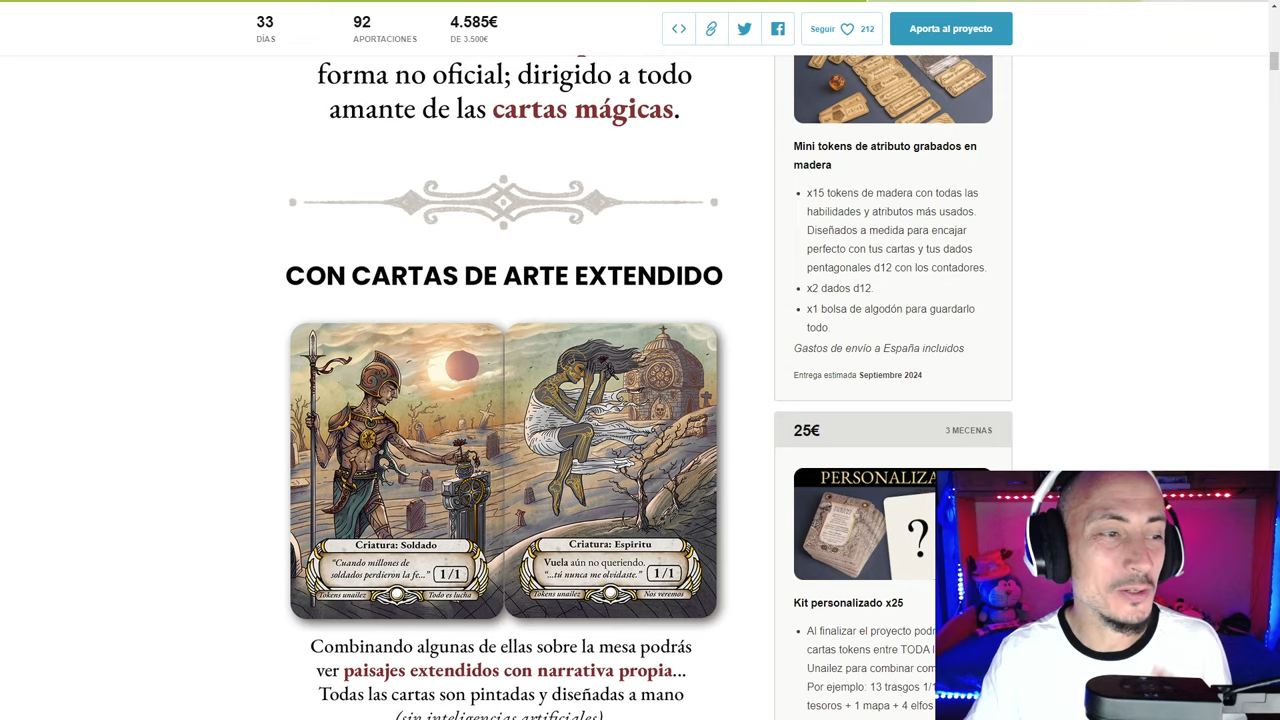 33
DÍAS
92
APORTACIONES
4.585€
DE 3.500€
Seguir
212
Aporta al proyecto
forma no oficial; dirigido a todo
amante de las cartas mágicas.
CON CARTAS DE ARTE EXTENDIDO
Criatura: Soldado
"Cuando millones de
soldados perdieron la fe..."
1/1
Tokens unailez
Todo es lucha
Criatura: Espíritu
Vuela aún no queriendo.
"...tú nunca me olvidaste."
1/1
Tokens unailez
Nos veremos
Combinando algunas de ellas sobre la mesa podrás
ver paisajes extendidos con narrativa propia...
Todas las cartas son pintadas y diseñadas a mano
(sin inteligencias artificiales)
Mini tokens de atributo grabados en
madera
x15 tokens de madera con todas las
habilidades y atributos más usados.
Diseñados a medida para encajar
perfecto con tus cartas y tus dados
pentagonales d12 con los contadores.
x2 dados d12.
x1 bolsa de algodón para guardarlo
todo.
Gastos de envío a España incluidos
Entrega estimada Septiembre 2024
25€
3 MECENAS
PERSONALIZA
?
Kit personalizado x25
Al finalizar el proyecto pod
cartas tokens entre TODA l
Unailez para combinar com
Por ejemplo: 13 trasgos 1/1
tesoros + 1 mapa + 4 elfos